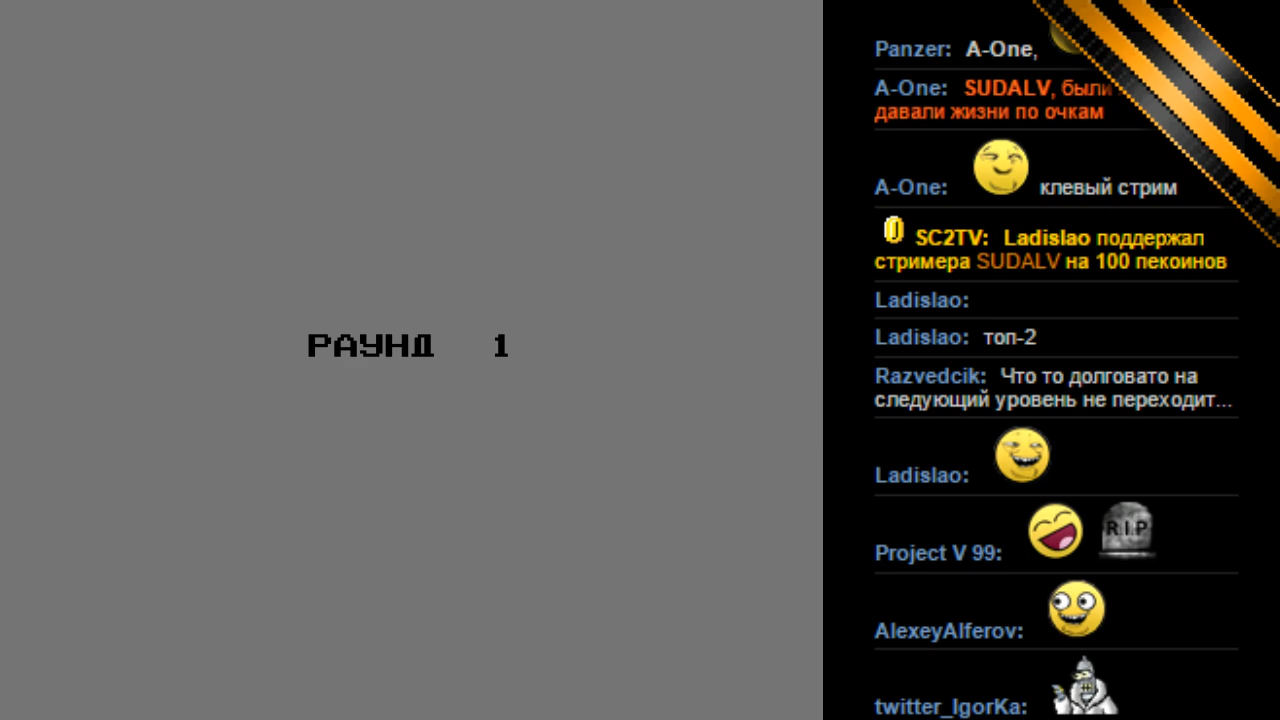 РАУНД 1
Panzer: A-One,
A-One: SUDALV, были
давали жизни по очкам
A-One: клевый стрим
SC2TV: Ladislao поддержал
стримера SUDALV на 100 пекоинов
Ladislao:
Ladislao: топ-2
Razvedcik: Что то долговато на
следующий уровень не переходит...
Ladislao:
Project V 99:
R.I.P
AlexeyAlferov:
twitter_IgorKa: